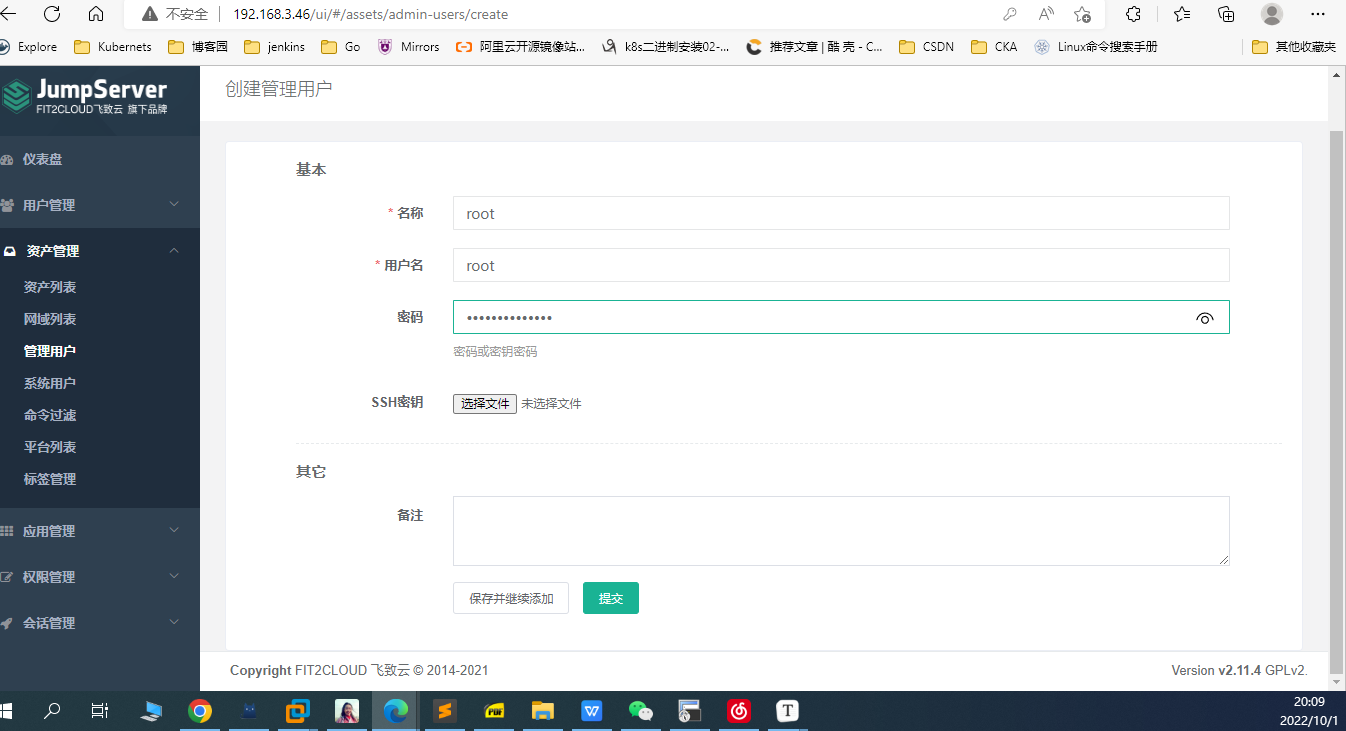 不安全 192.168.3.46/ui/#/assets/admin-users/create
Explore Kubernets 博客园 jenkins Go Mirrors 阿里云开源镜像站... k8s二进制安装02-... 推荐文章 | 酷 壳 - C... CSDN CKA Linux命令搜索手册 其他收藏夹
JumpServer
FIT2CLOUD飞致云 旗下品牌
仪表盘
用户管理
资产管理
资产列表
网域列表
管理用户
系统用户
命令过滤
平台列表
标签管理
应用管理
权限管理
会话管理
创建管理用户
基本
* 名称 root
* 用户名 root
密码 ••••••••••••••
密码或密钥密码
SSH密钥 选择文件 未选择文件
其它
备注
保存并继续添加 提交
Copyright FIT2CLOUD 飞致云 © 2014-2021
Version v2.11.4 GPLv2.
PDF W T
20:09
2022/10/1